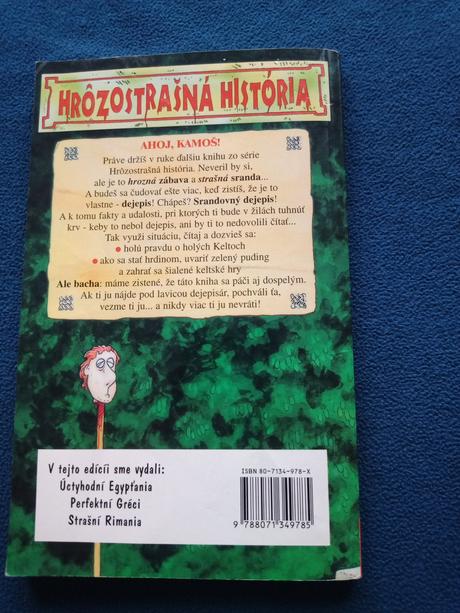 HRÔZOSTRAŠNÁ HISTÓRIA
AHOJ, KAMOŠ!
Práve držíš v ruke ďalšiu knihu zo série
Hrôzostrašná história. Neveril by si,
ale je to hrozná zábava a strašná sranda...
A budeš sa čudovať ešte viac, keď zistíš, že je to
vlastne - dejepis! Chápeš? Srandovný dejepis!
A k tomu fakty a udalosti, pri ktorých ti bude v žilách tuhnúť
krv - keby to nebol dejepis, ani by ti to nedovolili čítať...
Tak využi situáciu, čítaj a dozvieš sa:
• holú pravdu o holých Keltoch
• ako sa stať hrdinom, uvariť zelený puding
a zahrať sa šialené keltské hry
Ale bacha: máme zistené, že táto kniha sa páči aj dospelým.
Ak ti ju nájde pod lavicou dejepisár, pochváli ťa,
vezme ti ju... a nikdy viac ti ju nevráti!
V tejto edícii sme vydali:
Úctyhodní Egypťania
Perfektní Gréci
Strašní Rimania
ISBN 80-7134-978-X
9 788071 349785